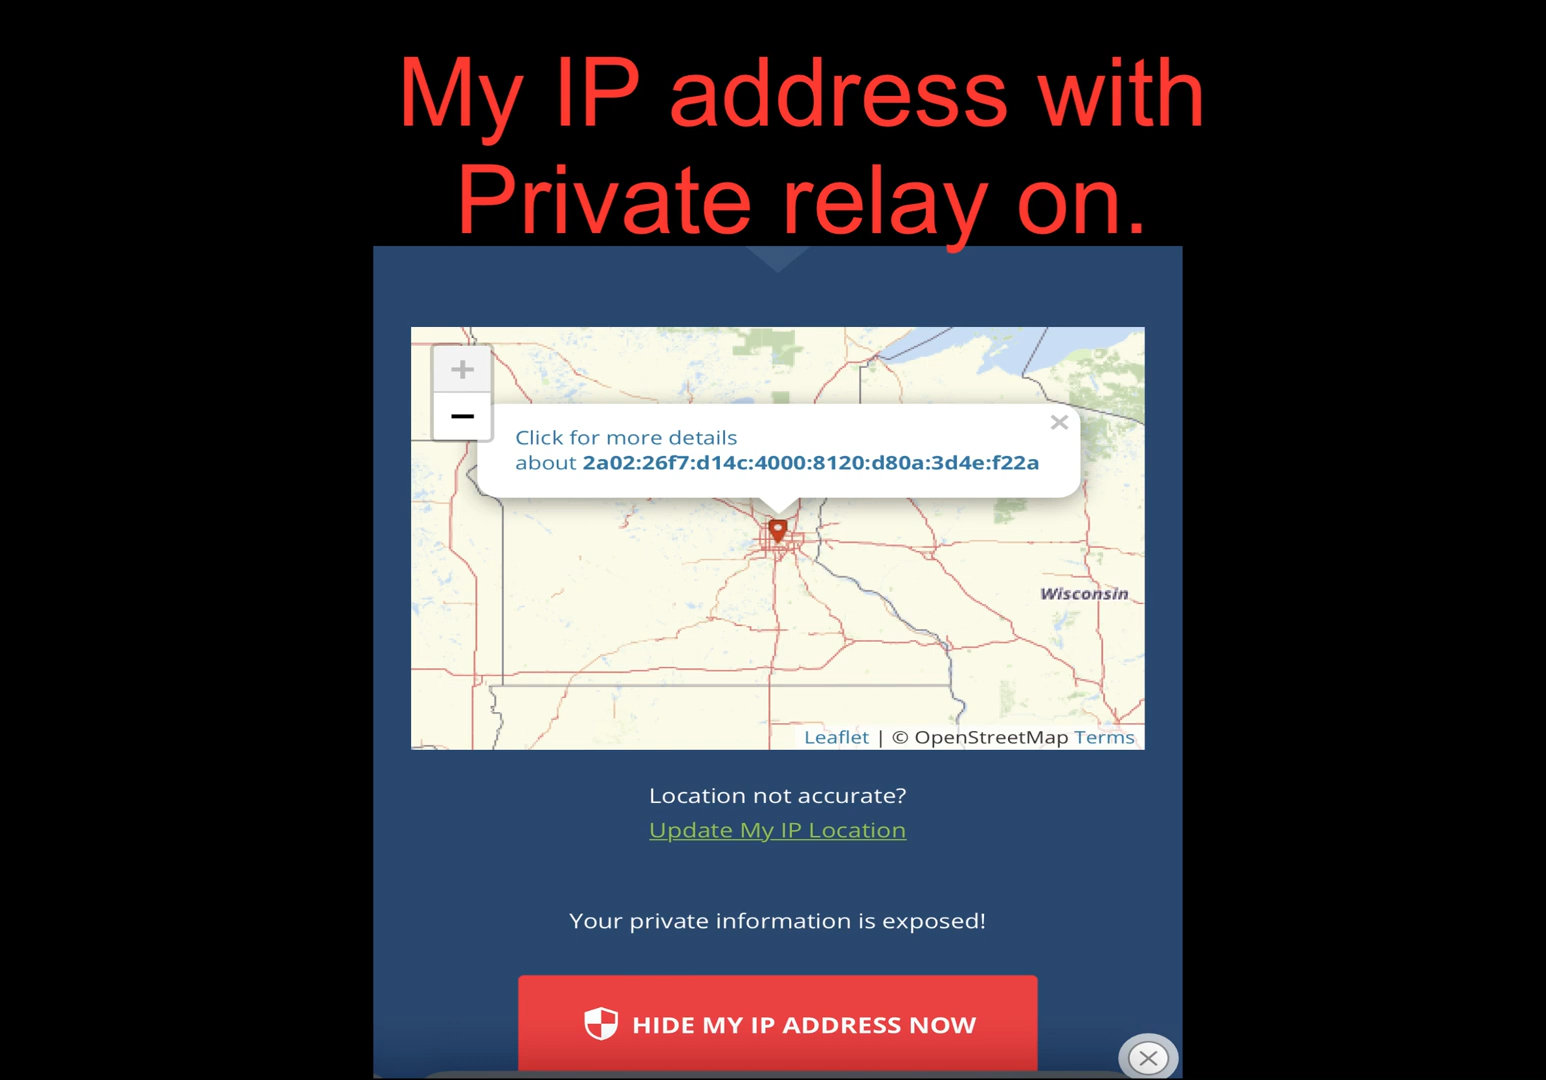 My IP address with
Private relay on.
+
−
Click for more details
about 2a02:26f7:d14c:4000:8120:d80a:3d4e:f22a
×
Wisconsin
Leaflet | © OpenStreetMap Terms
Location not accurate?
Update My IP Location
Your private information is exposed!
HIDE MY IP ADDRESS NOW